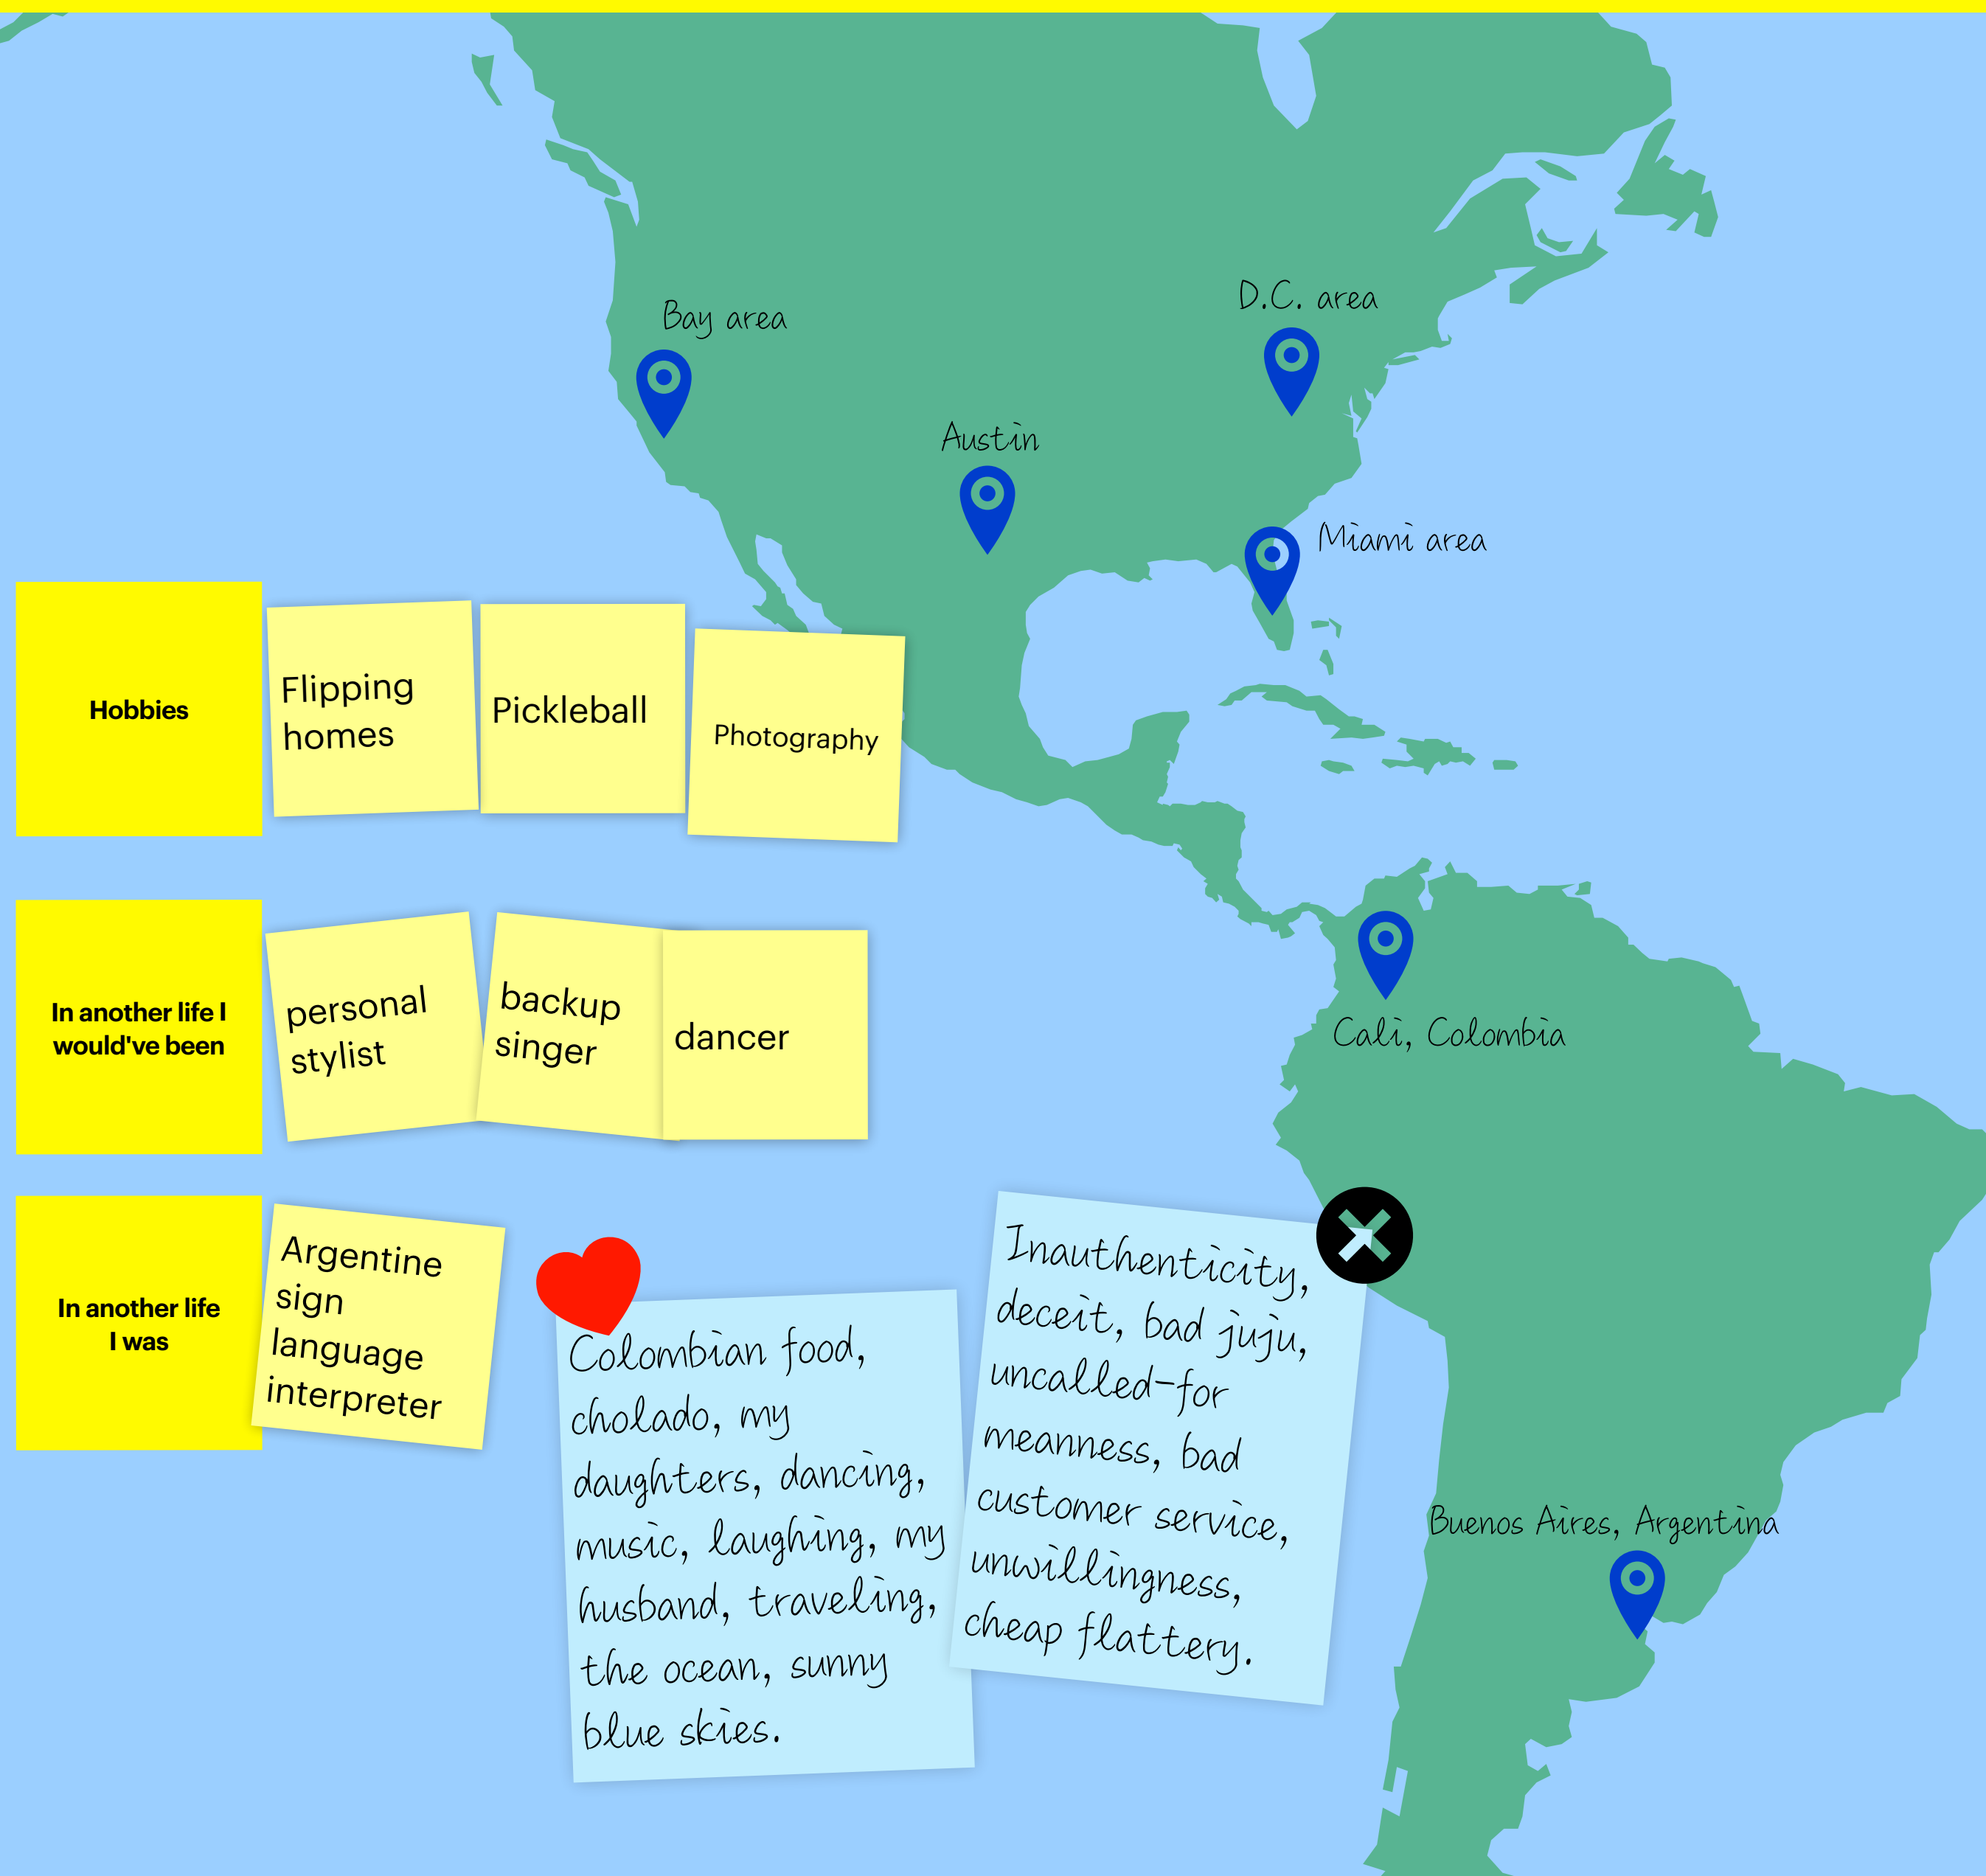 Bay area
D.C. area
Austin
Miami area
Hobbies
Flipping
homes
Pickleball
Photography
Cali, Colombia
In another life I
would've been
personal
stylist
backup
singer
dancer
In another life
I was
Argentine
sign
language
interpreter
Colombian food,
cholado, my
daughters, dancing,
music, laughing, my
husband, traveling,
the ocean, sunny
blue skies.
Inauthenticity,
deceit, bad juju,
uncalled-for
meanness, bad
customer service,
unwillingness,
cheap flattery.
Buenos Aires, Argentina